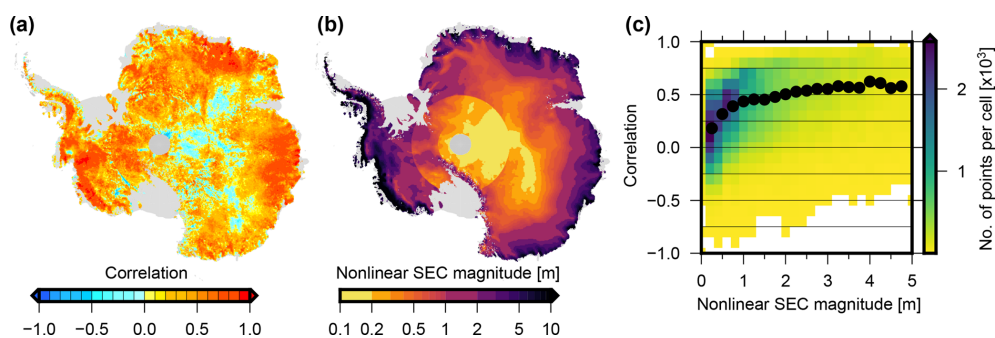 (a)
Correlation
−1.0 −0.5 0.0 0.5 1.0
(b)
Nonlinear SEC magnitude [m]
0.1 0.2 0.5 1 2 5 10
(c)
Correlation
1.0
0.5
0.0
−0.5
−1.0
0 1 2 3 4 5
Nonlinear SEC magnitude [m]
2
1
No. of points per cell [x10³]